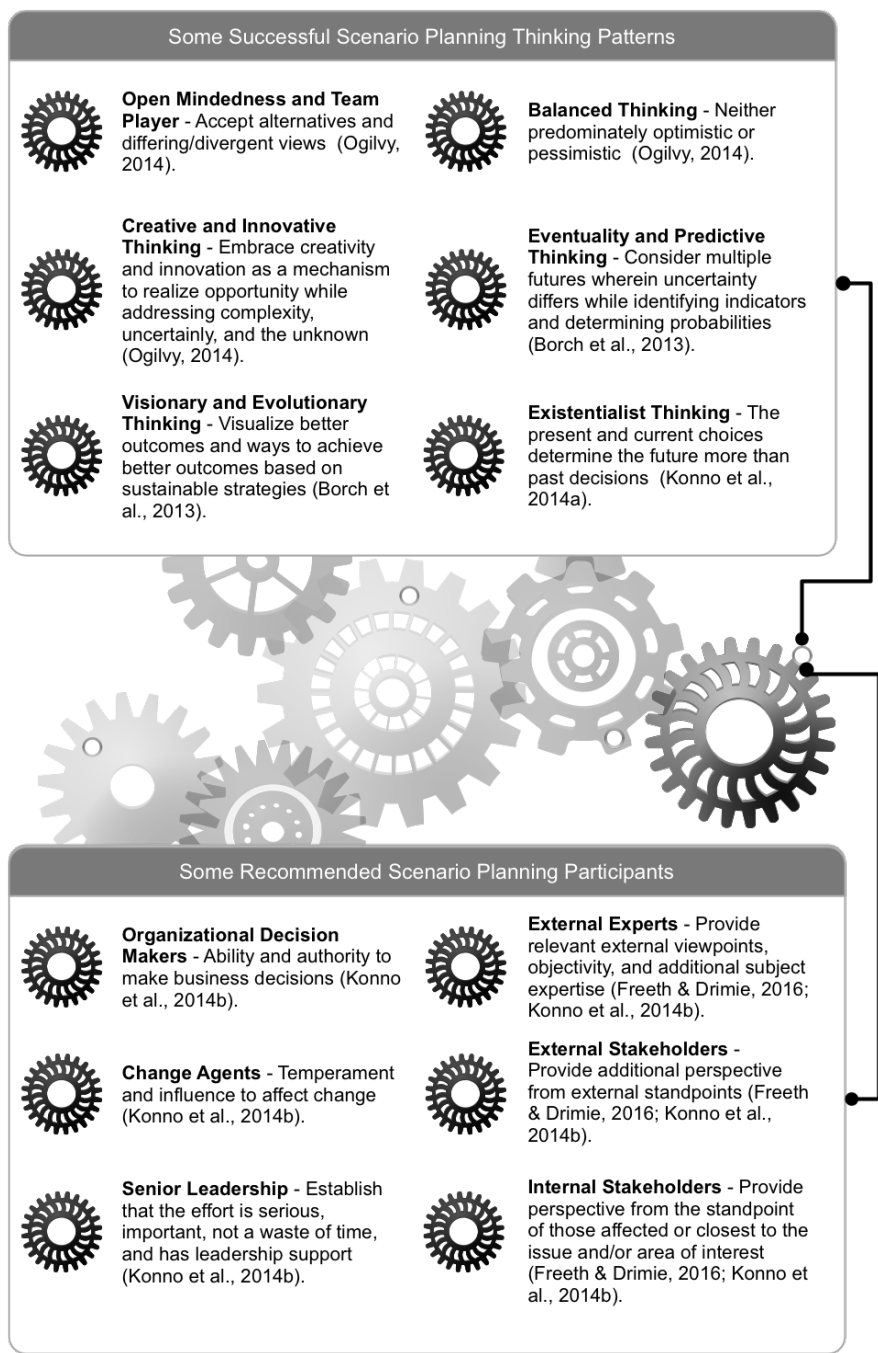 Some Successful Scenario Planning Thinking Patterns
Open Mindedness and Team
Player - Accept alternatives and
differing/divergent views  (Ogilvy,
2014).
Balanced Thinking - Neither
predominately optimistic or
pessimistic  (Ogilvy, 2014).
Creative and Innovative
Thinking - Embrace creativity
and innovation as a mechanism
to realize opportunity while
addressing complexity,
uncertainly, and the unknown
(Ogilvy, 2014).
Eventuality and Predictive
Thinking - Consider multiple
futures wherein uncertainty
differs while identifying indicators
and determining probabilities
(Borch et al., 2013).
Visionary and Evolutionary
Thinking - Visualize better
outcomes and ways to achieve
better outcomes based on
sustainable strategies (Borch et
al., 2013).
Existentialist Thinking - The
present and current choices
determine the future more than
past decisions  (Konno et al.,
2014a).
Some Recommended Scenario Planning Participants
Organizational Decision
Makers - Ability and authority to
make business decisions (Konno
et al., 2014b).
External Experts - Provide
relevant external viewpoints,
objectivity, and additional subject
expertise (Freeth & Drimie, 2016;
Konno et al., 2014b).
Change Agents - Temperament
and influence to affect change
(Konno et al., 2014b).
External Stakeholders -
Provide additional perspective
from external standpoints (Freeth
& Drimie, 2016; Konno et al.,
2014b).
Senior Leadership - Establish
that the effort is serious,
important, not a waste of time,
and has leadership support
(Konno et al., 2014b).
Internal Stakeholders - Provide
perspective from the standpoint
of those affected or closest to the
issue and/or area of interest
(Freeth & Drimie, 2016; Konno et
al., 2014b).